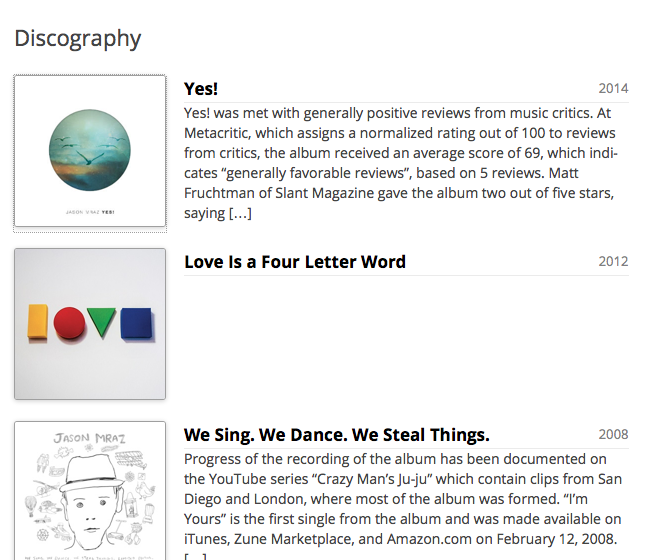 Discography
Yes!
2014
Yes! was met with generally positive reviews from music critics. At
Metacritic, which assigns a normalized rating out of 100 to reviews
from critics, the album received an average score of 69, which indi-
cates “generally favorable reviews”, based on 5 reviews. Matt
Fruchtman of Slant Magazine gave the album two out of five stars,
saying […]
JASON MRAZ YES!
Love Is a Four Letter Word
2012
We Sing. We Dance. We Steal Things.
2008
Progress of the recording of the album has been documented on
the YouTube series “Crazy Man’s Ju-ju” which contain clips from San
Diego and London, where most of the album was formed. “I’m
Yours” is the first single from the album and was made available on
iTunes, Zune Marketplace, and Amazon.com on February 12, 2008.
[…]
JASON MRAZ